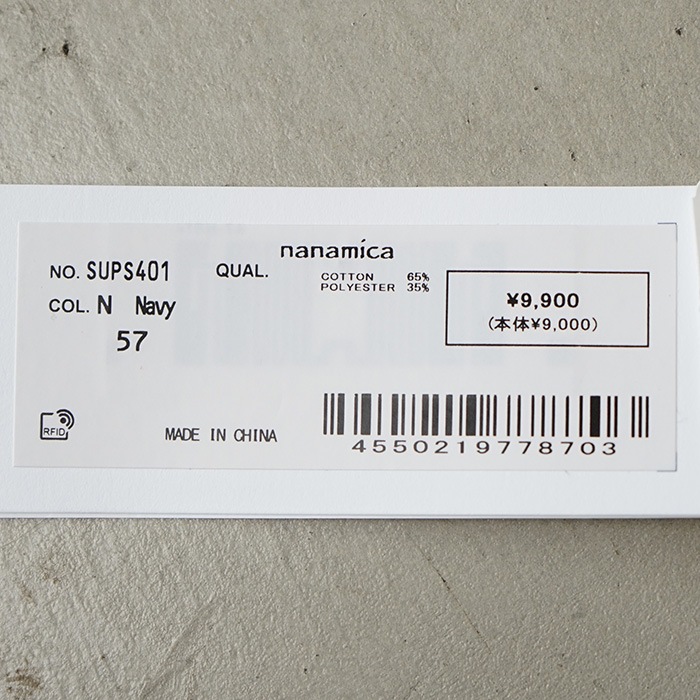 nanamica
NO. SUPS401
QUAL.
COTTON 65%
POLYESTER 35%
COL. N Navy
57
¥9,900
(本体¥9,000)
RFID
MADE IN CHINA
4550219778703